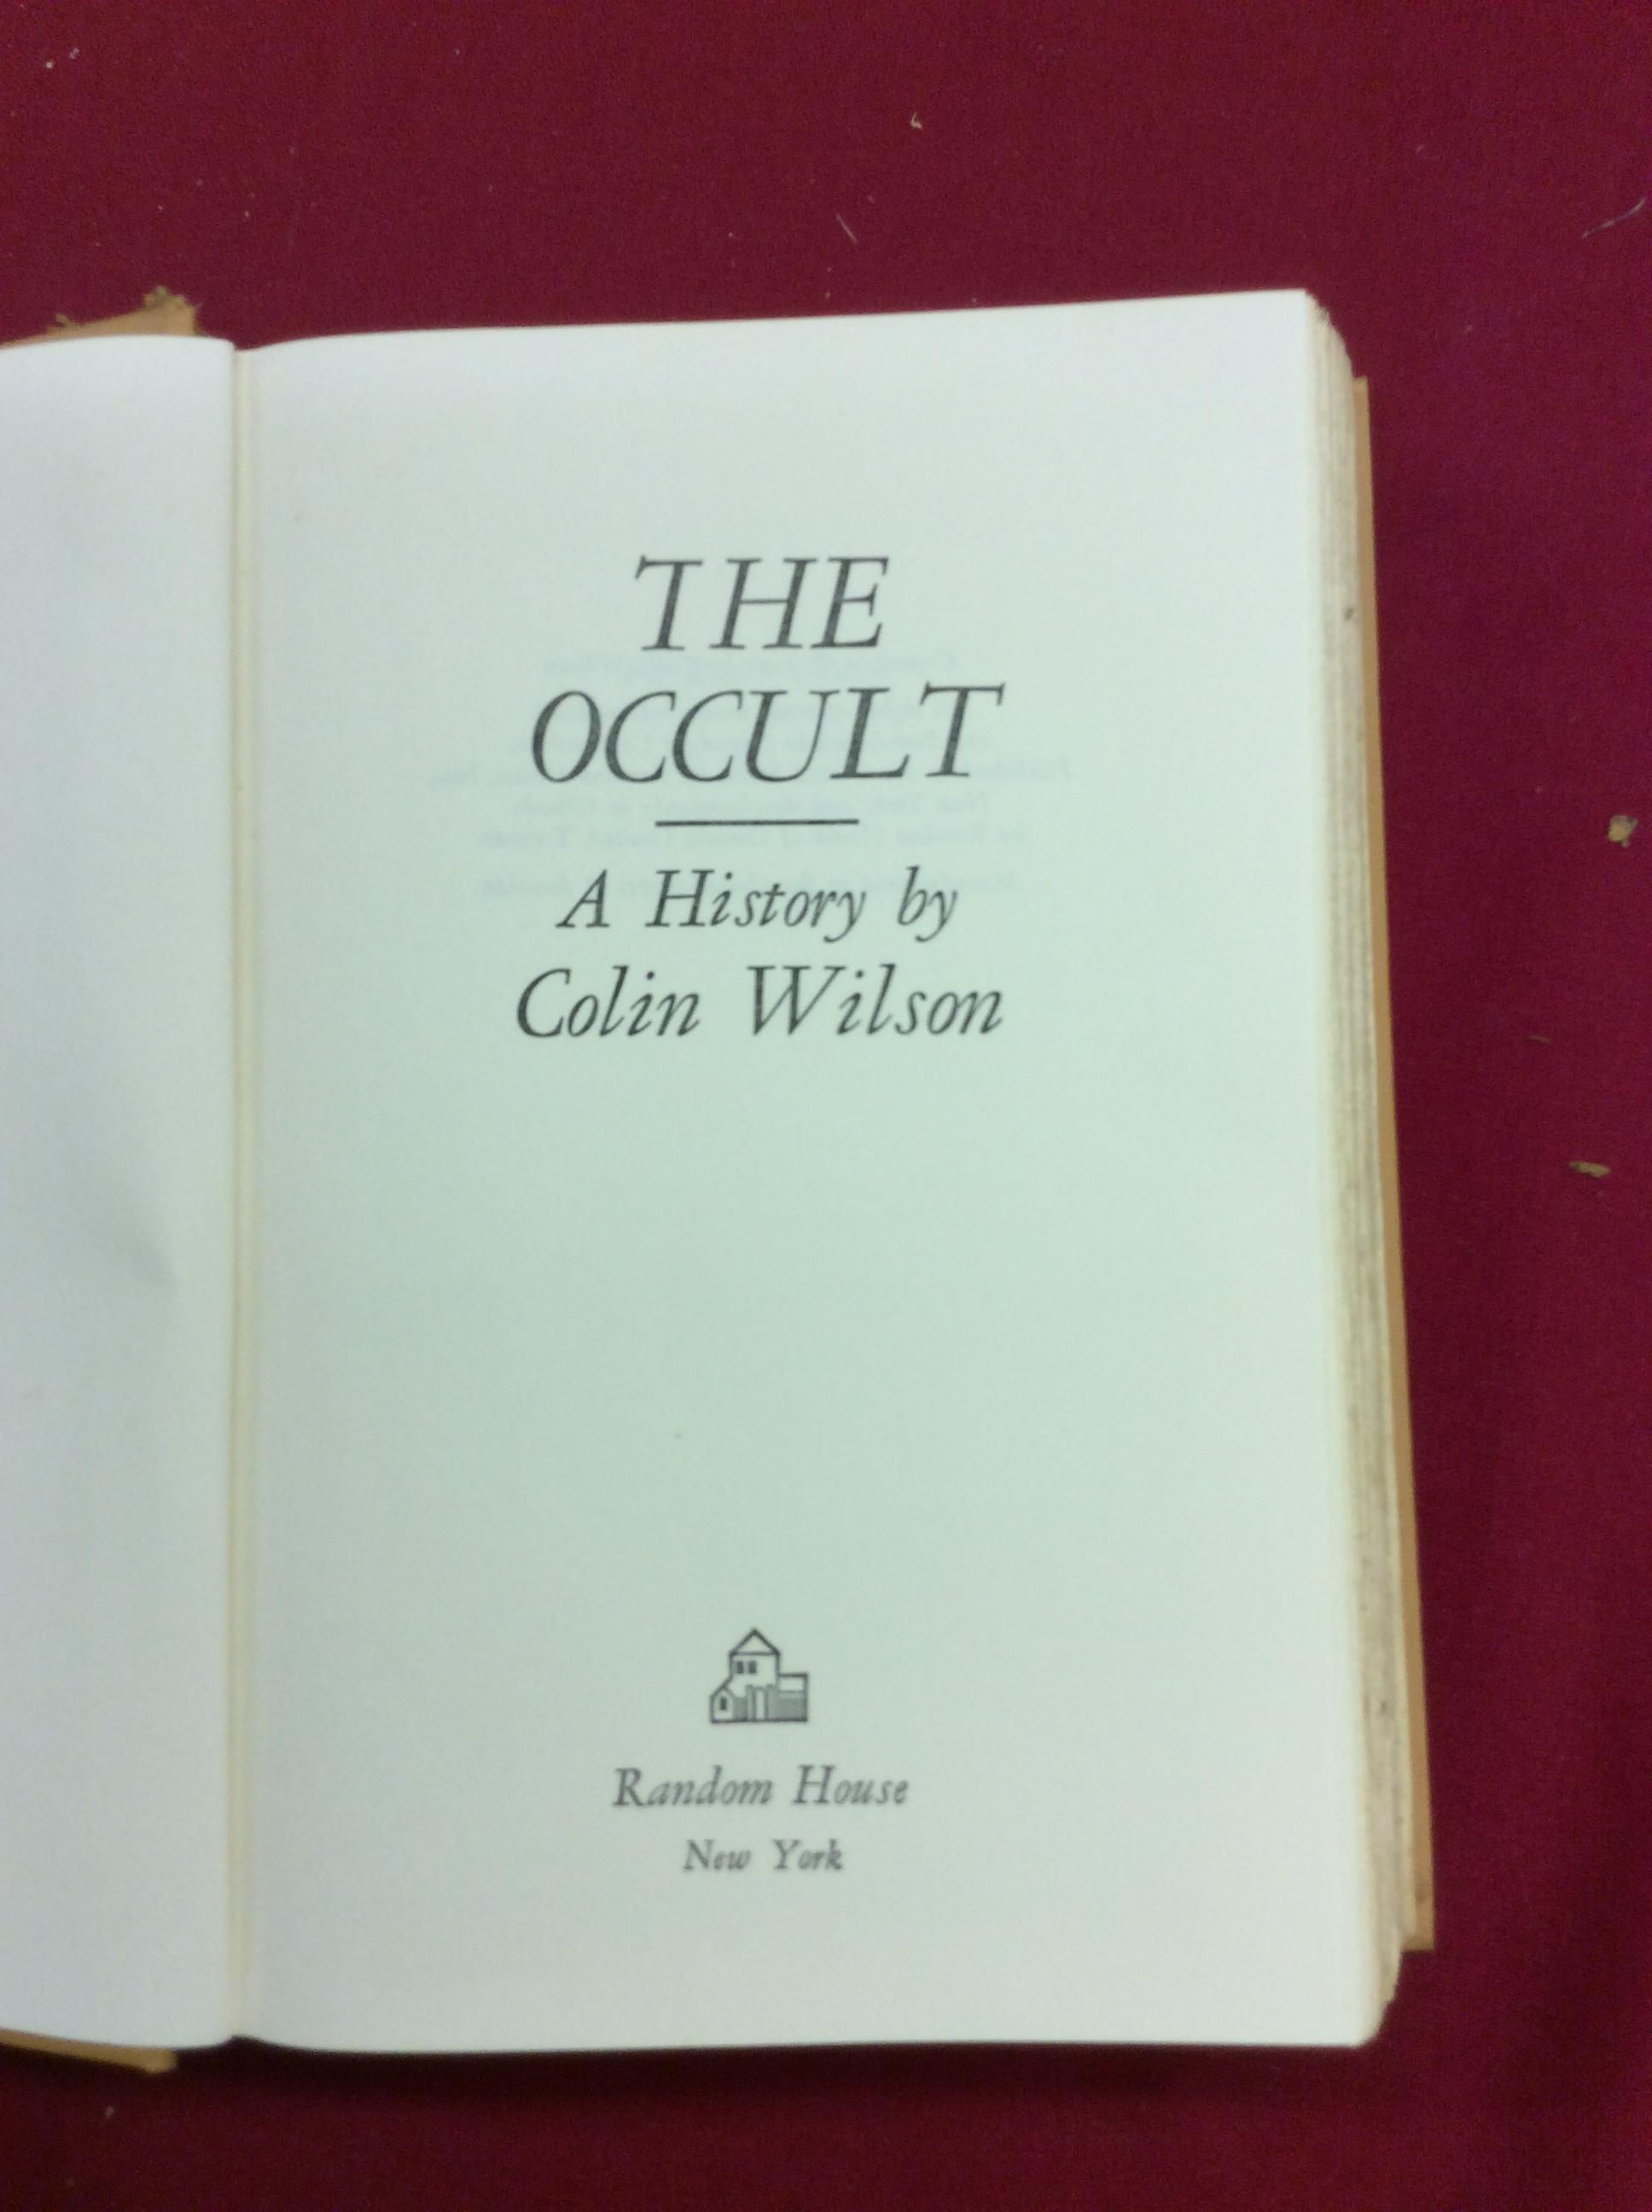 THE
OCCULT
A History by
Colin Wilson
Random House
New York